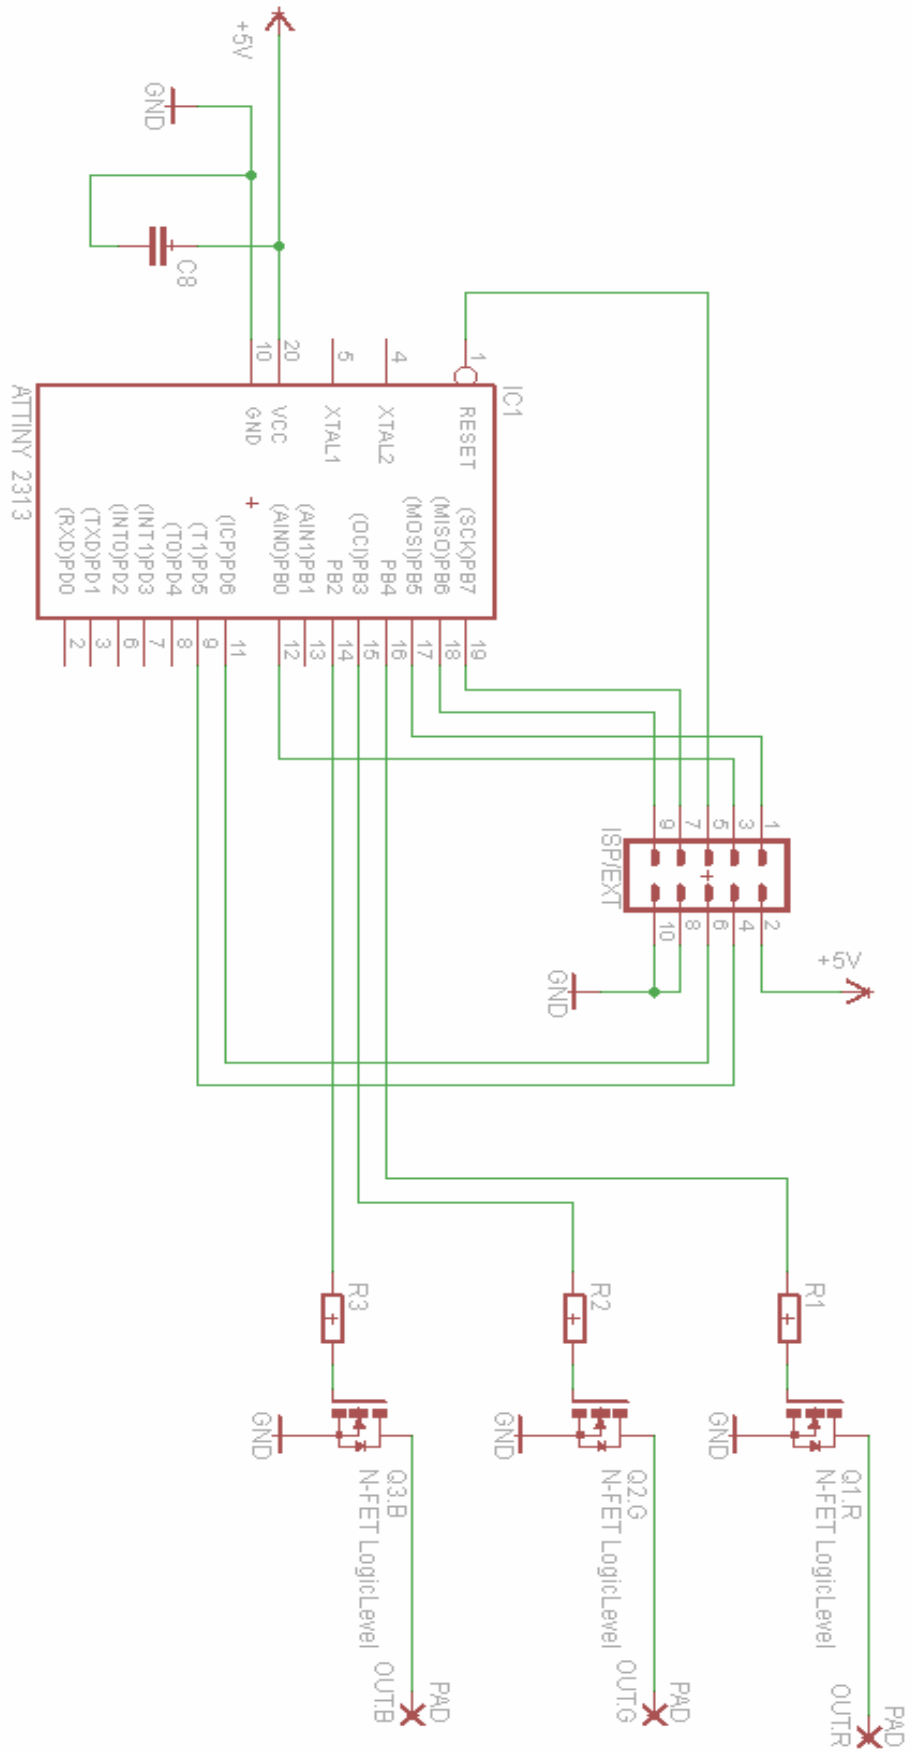 +5V
GND
C8
IC1
ATTINY 2313
1
4
5
20
10
RESET
XTAL2
XTAL1
VCC
GND
(SCK)PB7
(MISO)PB6
(MOSI)PB5
PB4
(OCI)PB3
PB2
(AIN1)PB1
(AIN0)PB0
(ICP)PD6
(T1)PD5
(T0)PD4
(INT1)PD3
(INT0)PD2
(TXD)PD1
(RXD)PD0
19
18
17
16
15
14
13
12
11
9
8
7
6
3
2
ISP/EXT
1
3
5
7
9
2
4
6
8
10
+5V
GND
R1
R2
R3
GND
GND
GND
Q1.R
N-FET LogicLevel
Q2.G
N-FET LogicLevel
Q3.B
N-FET LogicLevel
PAD
OUT.R
PAD
OUT.G
PAD
OUT.B